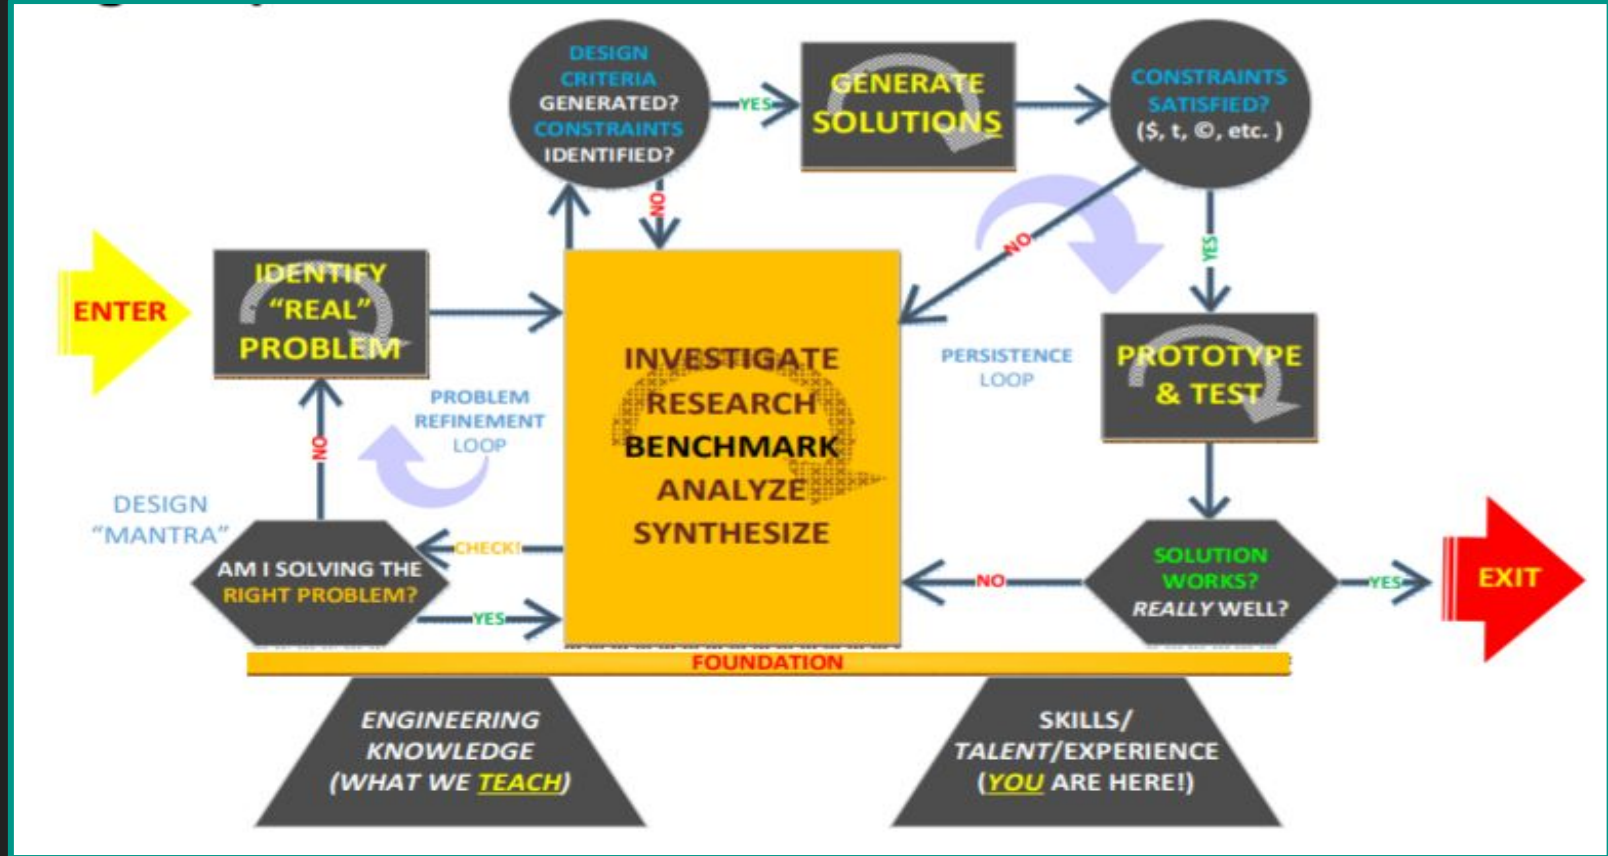 DESIGN
CRITERIA
GENERATED?
CONSTRAINTS
IDENTIFIED?
YES
GENERATE
SOLUTIONS
CONSTRAINTS
SATISFIED?
($, t, ©, etc. )
NO
NO
YES
ENTER
IDENTIFY
“REAL”
PROBLEM
INVESTIGATE
RESEARCH
BENCHMARK
ANALYZE
SYNTHESIZE
PERSISTENCE
LOOP
PROTOTYPE
& TEST
PROBLEM
REFINEMENT
LOOP
NO
DESIGN
“MANTRA”
AM I SOLVING THE
RIGHT PROBLEM?
CHECK!
YES
NO
SOLUTION
WORKS?
REALLY WELL?
YES
EXIT
FOUNDATION
ENGINEERING
KNOWLEDGE
(WHAT WE TEACH)
SKILLS/
TALENT/EXPERIENCE
(YOU ARE HERE!)